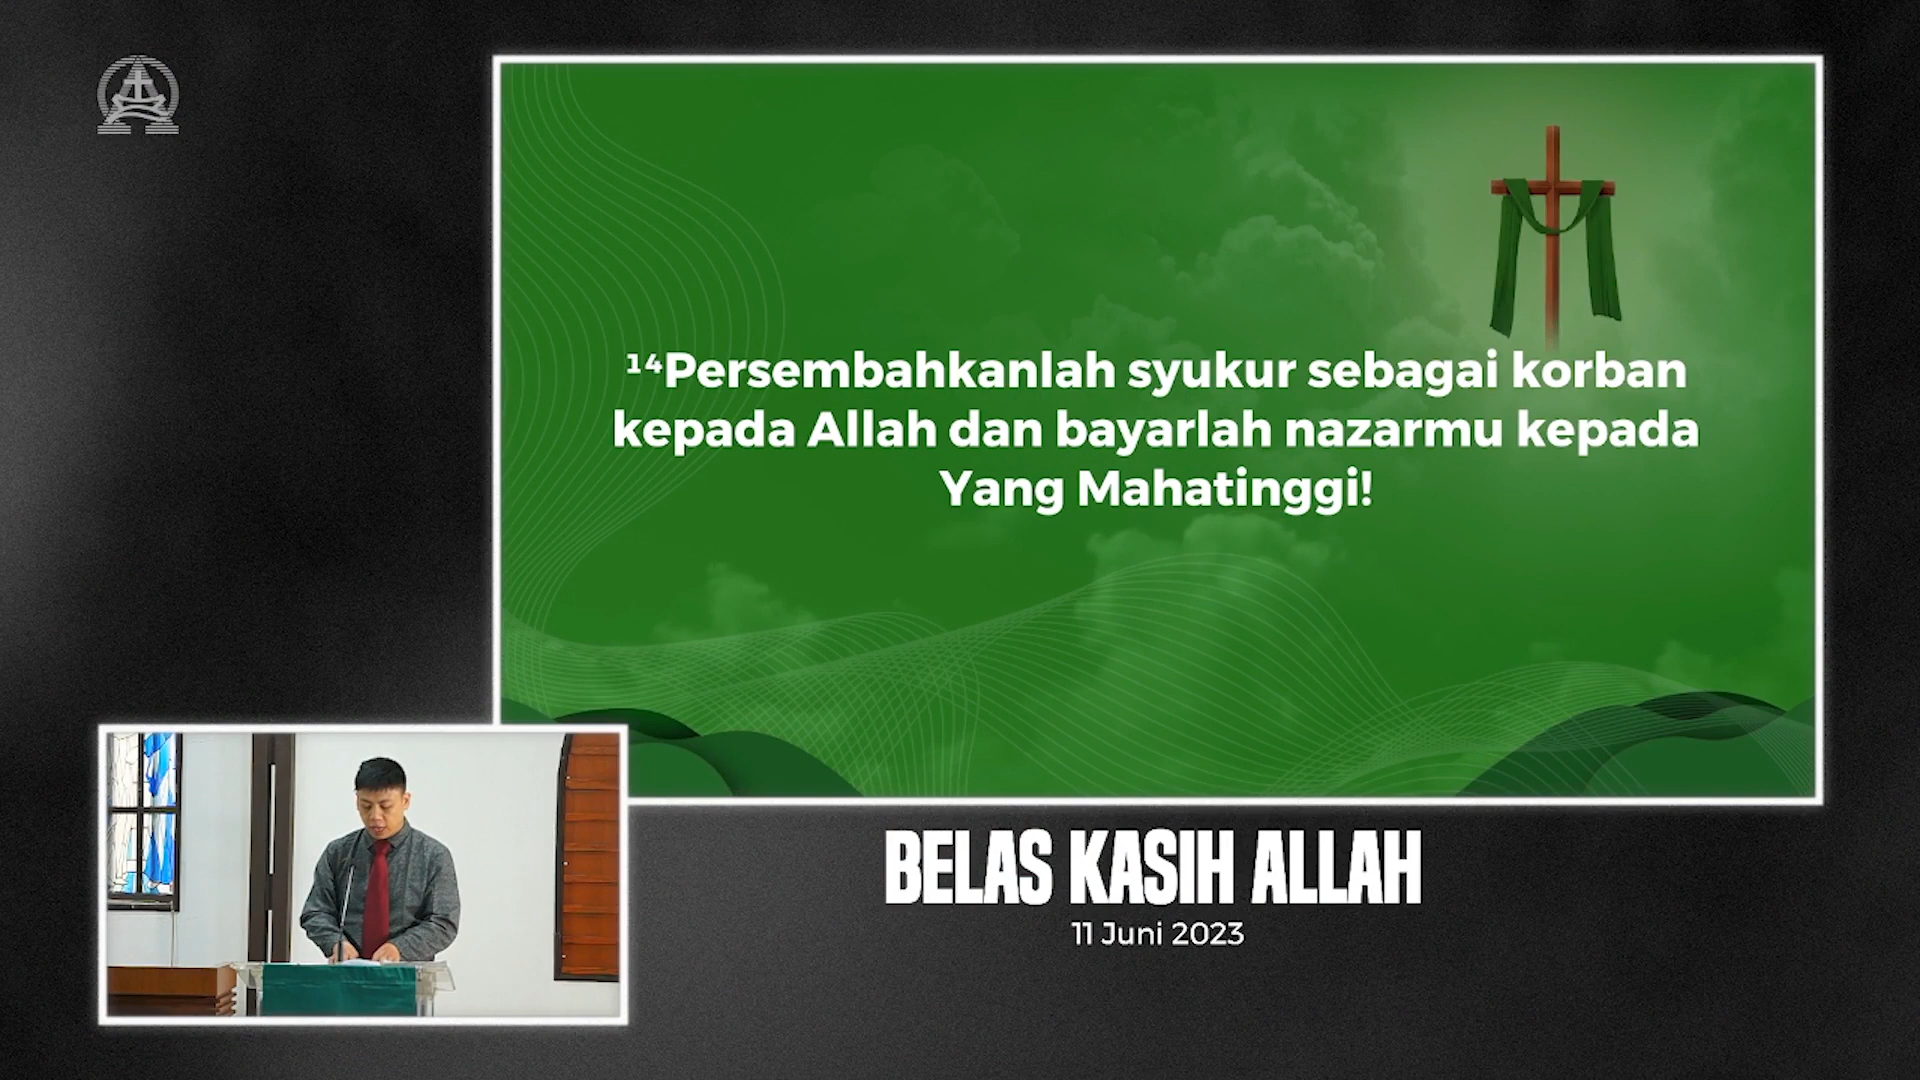 ¹⁴Persembahkanlah syukur sebagai korban
kepada Allah dan bayarlah nazarmu kepada
Yang Mahatinggi!
BELAS KASIH ALLAH
11 Juni 2023